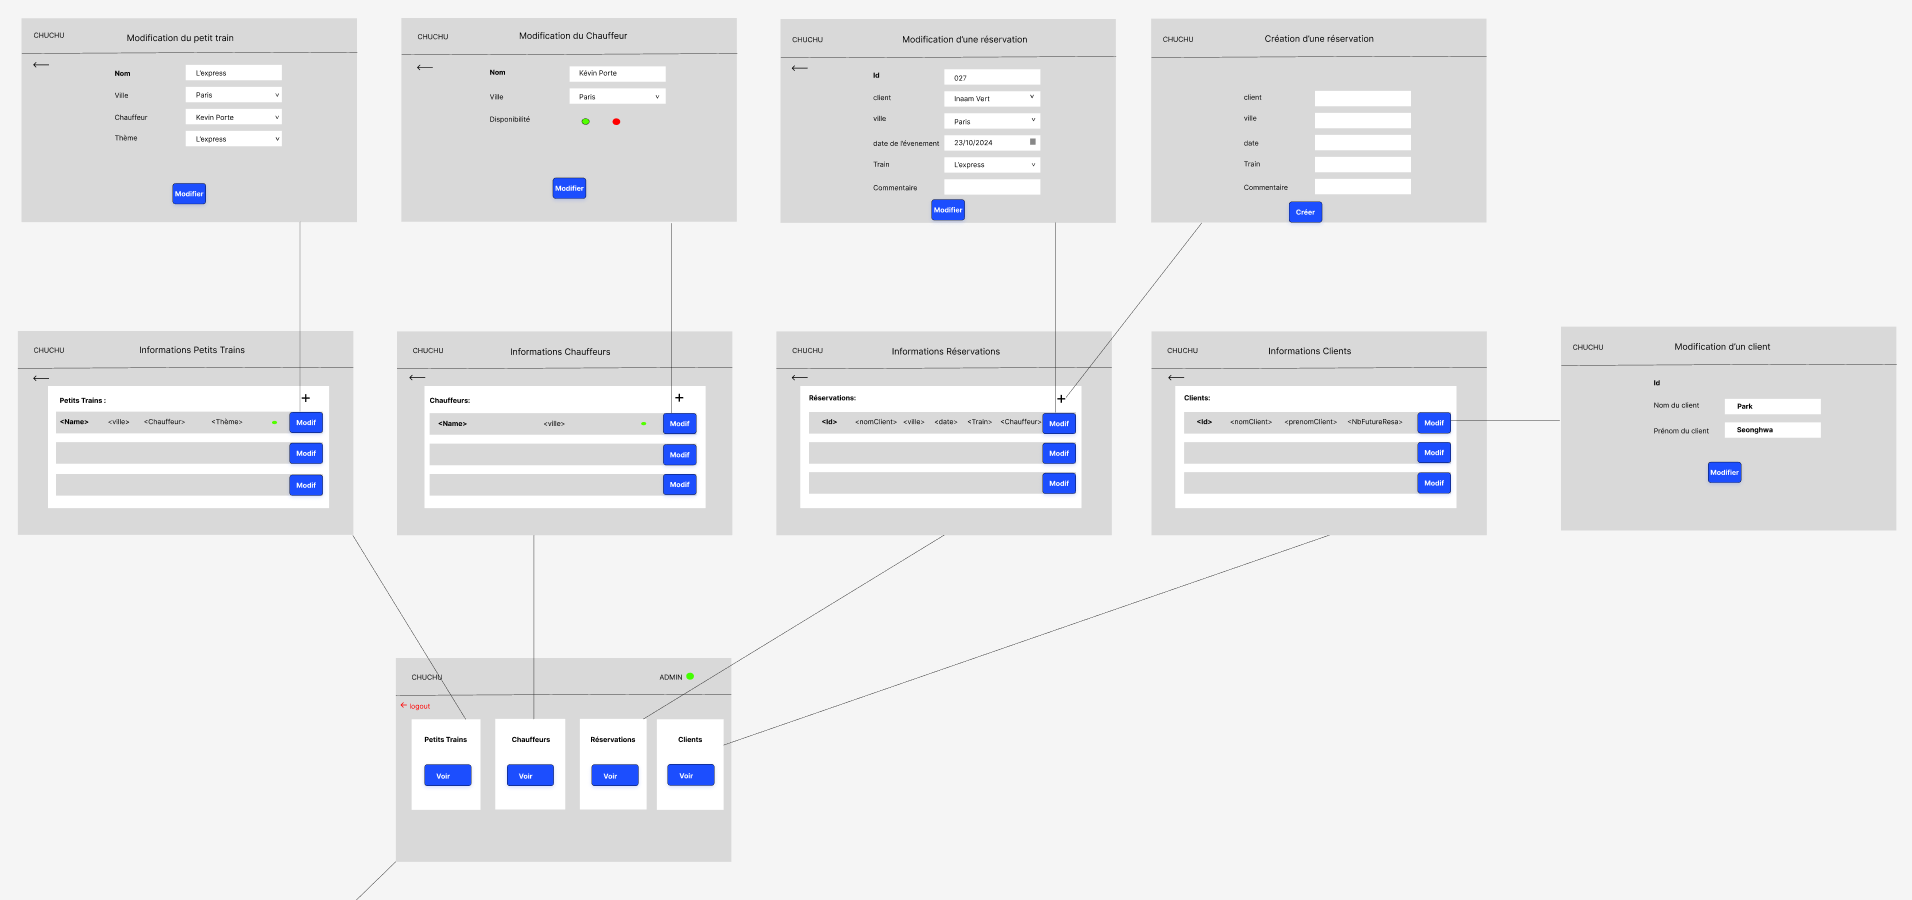 CHUCHU
Modification du petit train
Nom
L'express
Ville
Paris
v
Chauffeur
Kevin Porte
v
Thème
L'express
v
Modifier
CHUCHU
Modification du Chauffeur
Nom
Kévin Porte
Ville
Paris
v
Disponibilité
Modifier
CHUCHU
Modification d'une réservation
Id
027
client
Inaam Vert
v
ville
Paris
v
date de l'évenement
23/10/2024
Train
L'express
v
Commentaire
Modifier
CHUCHU
Création d'une réservation
client
ville
date
Train
Commentaire
Créer
CHUCHU
Informations Petits Trains
Petits Trains :
+
<Name> <ville> <Chauffeur> <Thème>
Modif
Modif
Modif
CHUCHU
Informations Chauffeurs
Chauffeurs:
+
<Name> <ville>
Modif
Modif
Modif
CHUCHU
Informations Réservations
Réservations:
+
<Id> <nomClient> <ville> <date> <Train> <Chauffeur>
Modif
Modif
Modif
CHUCHU
Informations Clients
Clients:
<Id> <nomClient> <prenomClient> <NbFutureResa>
Modif
Modif
Modif
CHUCHU
Modification d'un client
Id
Nom du client
Park
Prénom du client
Seonghwa
Modifier
CHUCHU
ADMIN
logout
Petits Trains
Voir
Chauffeurs
Voir
Réservations
Voir
Clients
Voir